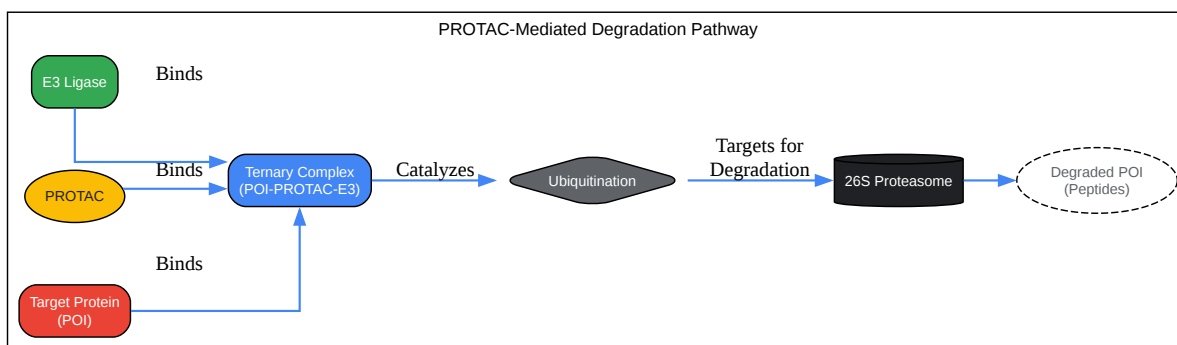 PROTAC-Mediated Degradation Pathway
E3 Ligase
Binds
PROTAC
Binds
Target Protein
(POI)
Binds
Ternary Complex
(POI-PROTAC-E3)
Catalyzes
Ubiquitination
Targets for
Degradation
26S Proteasome
Degraded POI
(Peptides)